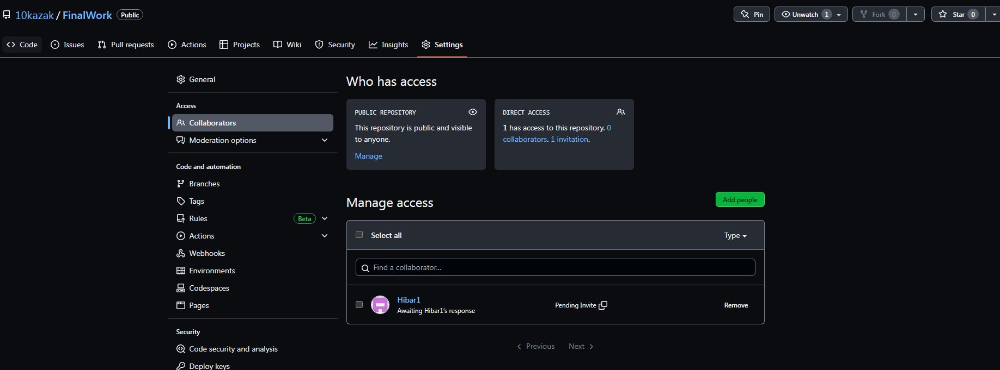 10kazak / FinalWork Public
Pin
Unwatch 1
Fork 0
Star 0
Code
Issues
Pull requests
Actions
Projects
Wiki
Security
Insights
Settings
General
Access
Collaborators
Moderation options
Code and automation
Branches
Tags
Rules Beta
Actions
Webhooks
Environments
Codespaces
Pages
Security
Code security and analysis
Deploy keys
Who has access
PUBLIC REPOSITORY
This repository is public and visible
to anyone.
Manage
DIRECT ACCESS
1 has access to this repository. 0
collaborators. 1 invitation.
Manage access
Add people
Select all
Type
Find a collaborator...
Hibar1
Awaiting Hibar1's response
Pending Invite
Remove
Previous
Next